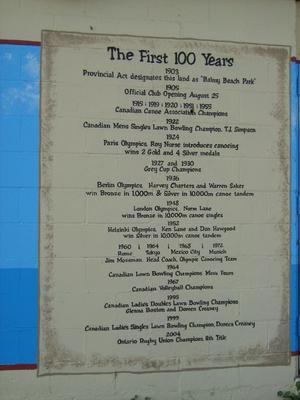 The First 100 Years
1903
Provincial Act designates this land as "Balmy Beach Park"
1905
Official Club Opening August 25
1915 : 1919 : 1920 : 1951 : 1955
Canadian Canoe Association Champions
1922
Canadian Mens Singles Lawn Bowling Champion, T.J. Simpson
1924
Paris Olympics, Roy Nurse introduces canoeing
wins 2 Gold and 4 Silver medals
1927 and 1930
Grey Cup Champions
1936
Berlin Olympics Harvey Charters and Warren Saker
win Bronze in 1,000m & Silver in 10,000m canoe tandem
1948
London Olympics, Norm Lane
wins Bronze in 10,000m canoe singles
1952
Helsinki Olympics, Ken Lane and Don Hawgood
win Silver in 10,000m canoe tandem
1960 1964 1968 1972
Rome Tokyo Mexico City Munich
Jim Mossman, Head Coach, Olympic Canoeing Team
1964
Canadian Lawn Bowling Champions Mens Fours
1967
Canadian Volleyball Champions
1995
Canadian Ladies Doubles Lawn Bowling Champions
Glenna Boston and Doreen Creaney
1999
Canadian Ladies Singles Lawn Bowling Champion, Doreen Creaney
2004
Ontario Rugby Union Champions, 8th Title